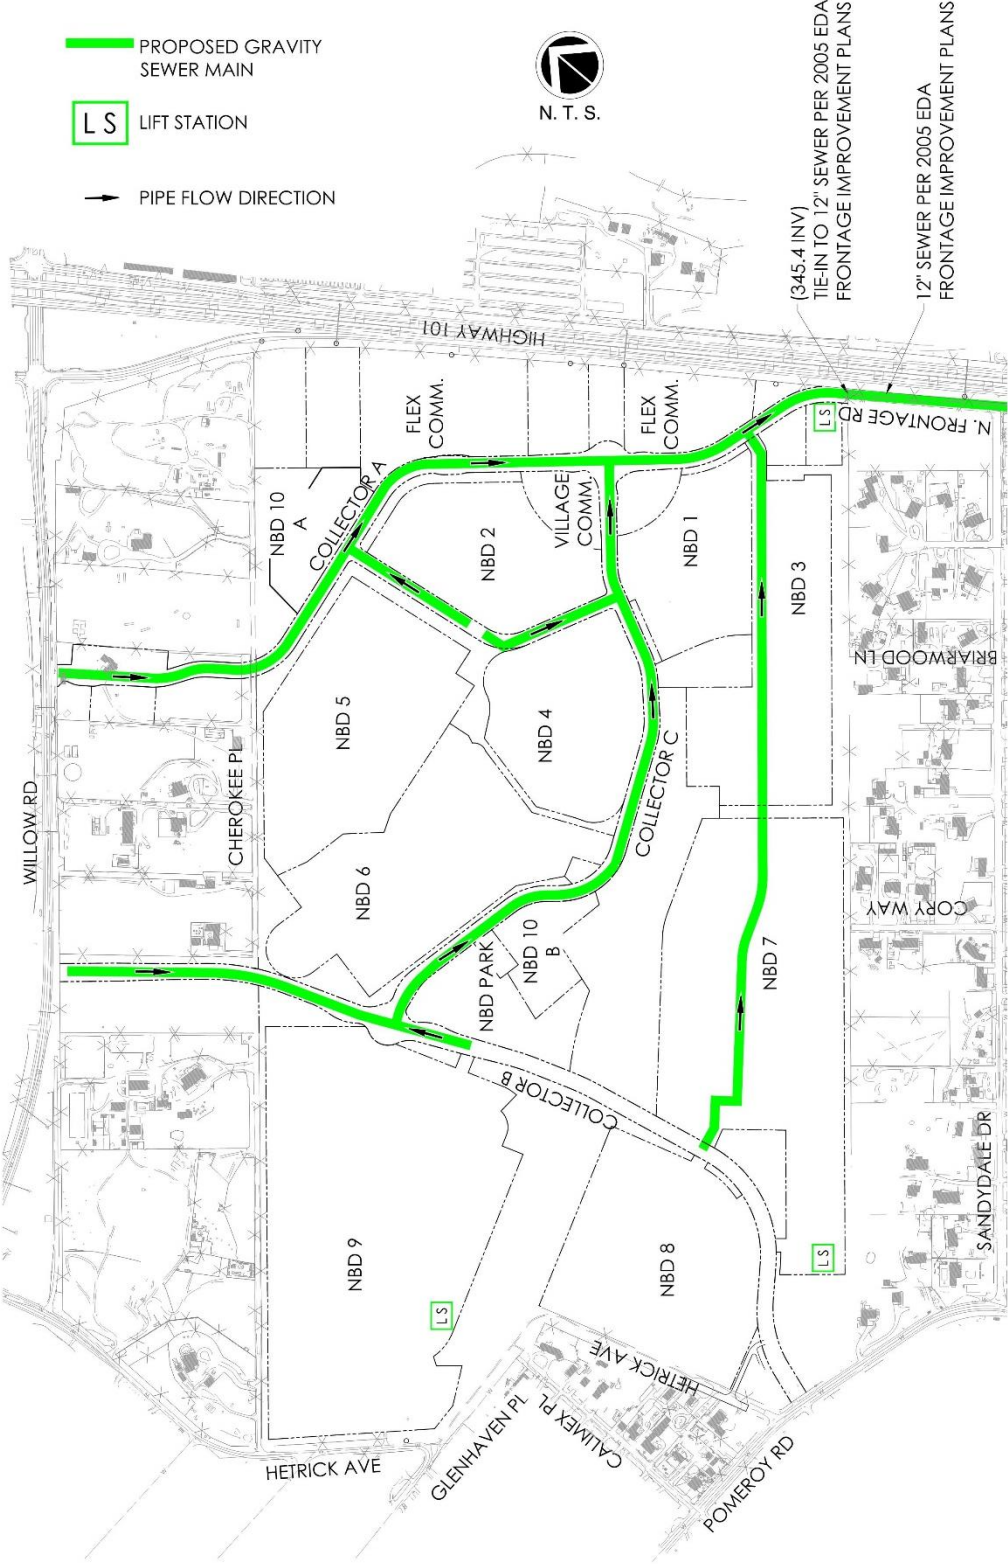 PROPOSED GRAVITY
SEWER MAIN
L S
LIFT STATION
PIPE FLOW DIRECTION
N. T. S.
(345.4 INV)
TIE-IN TO 12" SEWER PER 2005 EDA
FRONTAGE IMPROVEMENT PLANS
12" SEWER PER 2005 EDA
FRONTAGE IMPROVEMENT PLANS
HIGHWAY 101
FLEX
COMM.
FLEX
COMM.
L S
N. FRONTAGE RD
NBD 10
A
COLLECTOR A
NBD 2
VILLAGE
COMM.
NBD 1
NBD 3
BRIARWOOD LN
WILLOW RD
CHEROKEE PL
NBD 5
NBD 4
COLLECTOR C
NBD 6
NBD PARK
NBD 10
B
NBD 7
CORY WAY
COLLECTOR B
SANDYDALE DR
NBD 9
L S
NBD 8
L S
HETRICK AVE
HETRICK AVE
GLENHAVEN PL
CALIMEX PL
POMEROY RD